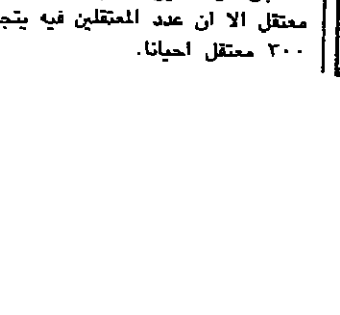 معتقل الا ان عدد المعتقلين فيه يتج
٣٠٠ معتقل احيانا.